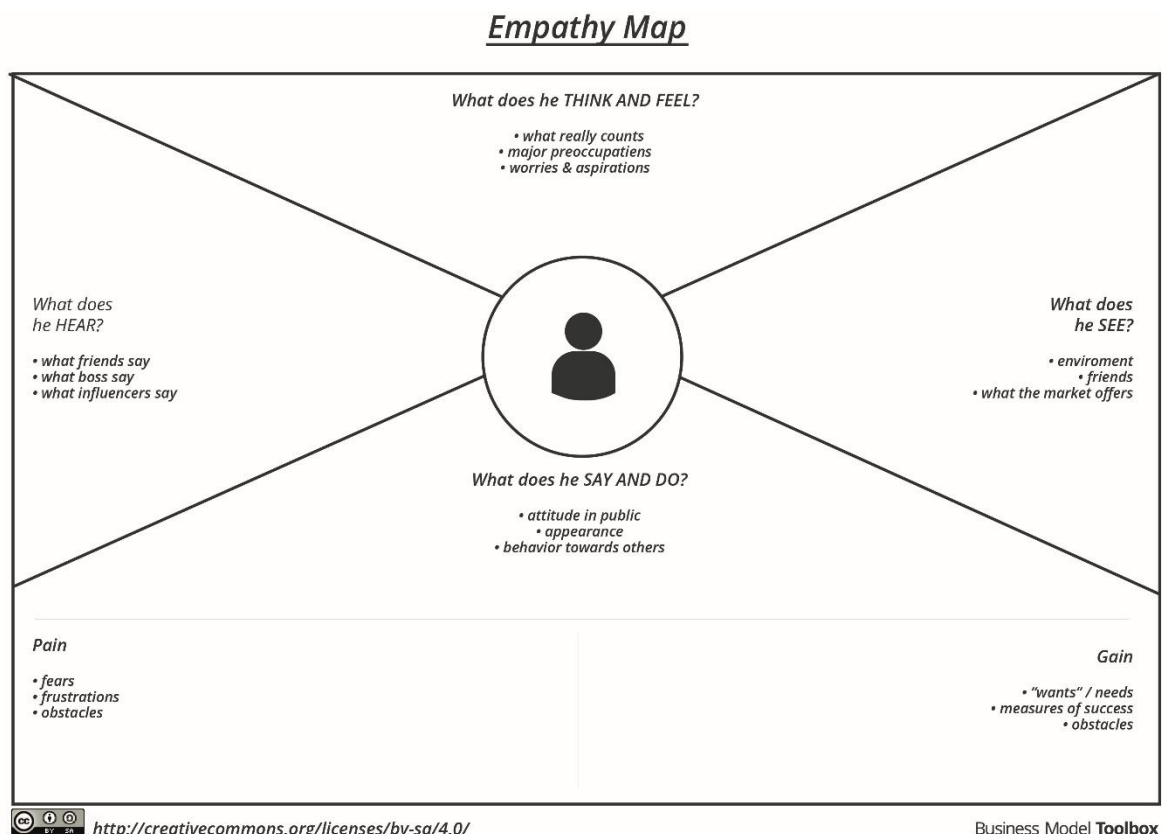 Empathy Map
What does he THINK AND FEEL?
• what really counts
• major preoccupatiens
• worries & aspirations
What does
he HEAR?
• what friends say
• what boss say
• what influencers say
What does
he SEE?
• enviroment
• friends
• what the market offers
What does he SAY AND DO?
• attitude in public
• appearance
• behavior towards others
Pain
• fears
• frustrations
• obstacles
Gain
• “wants” / needs
• measures of success
• obstacles
cc BY SA http://creativecommons.org/licenses/by-sa/4.0/
Business Model Toolbox